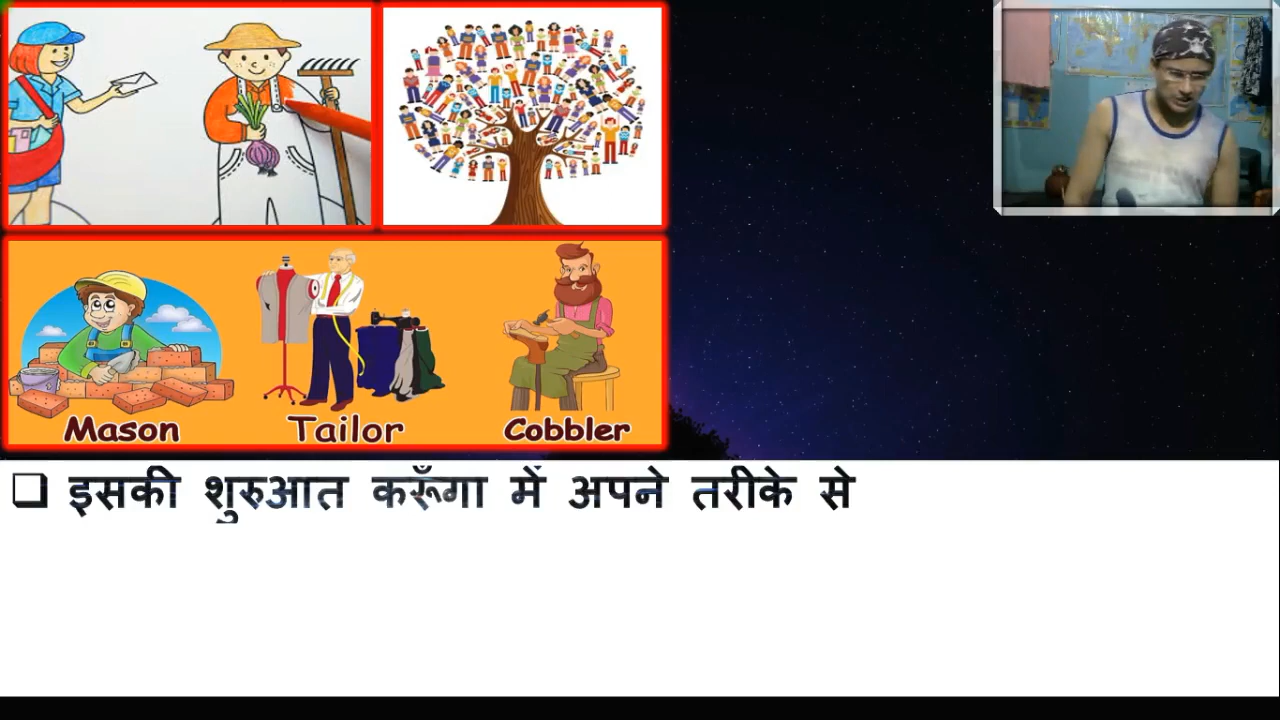 Mason Tailor Cobbler
❑ इसकी शुरुआत करूँगा में अपने तरीके से